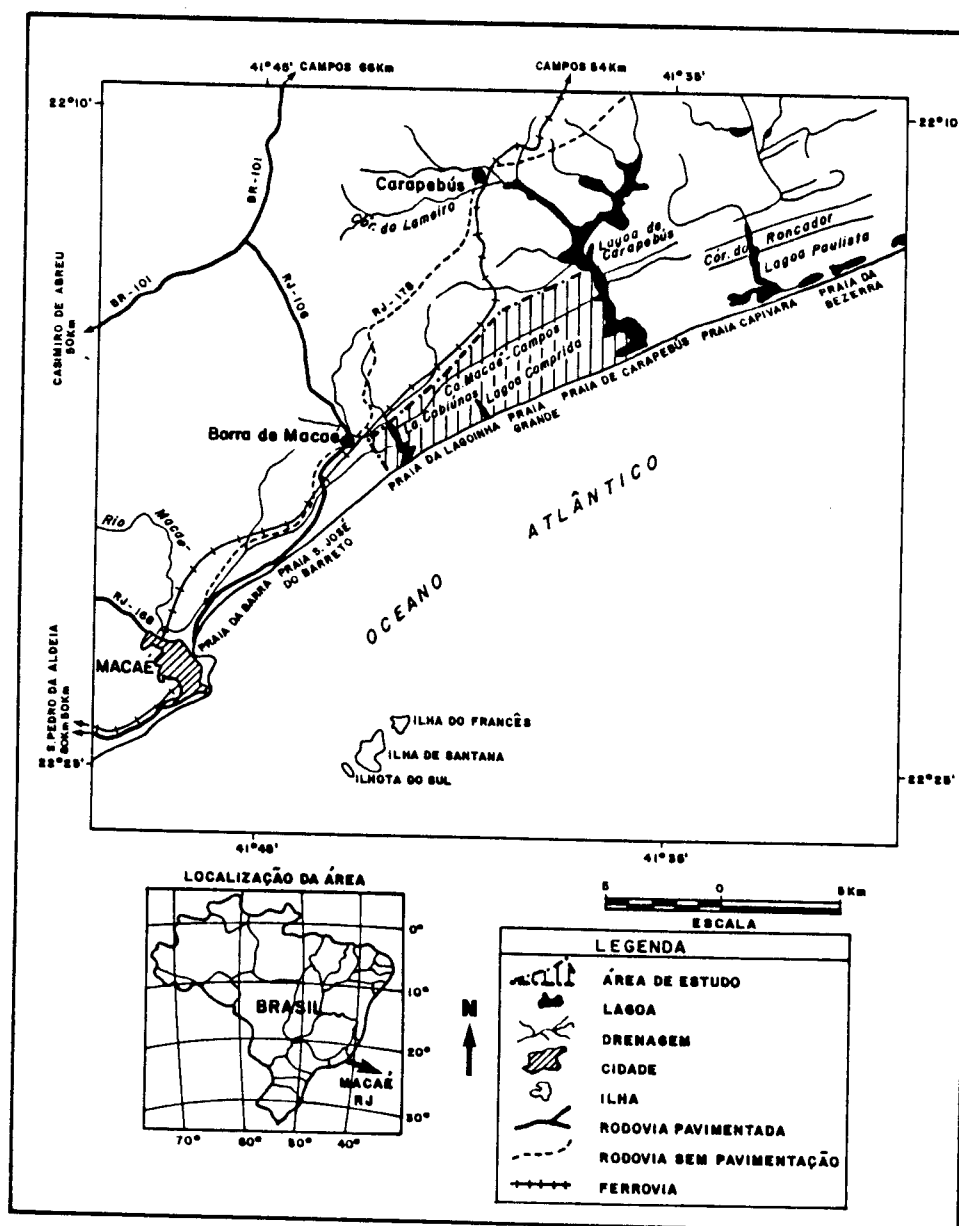 41°45' CAMPOS 66Km
CAMPOS 54Km 41°35'
22°10'
22°10'
BR-101
Carapebús
Cór. do Lameiro
BR-101
RJ-106
RJ-178
Lagoa de
Carapebús
Cór. do Roncador
Lagoa Paulista
CASIMIRO DE ABREU
50Km
PRAIA DA
BEZERRA
PRAIA CAPIVARA
PRAIA DE CARAPEBÚS
Ca. Macaé-Campos
La. Cabiúnas
Lagoa Comprida
PRAIA
GRANDE
PRAIA DA LAGOINHA
Barra de Macaé
Rio Macaé
PRAIA S. JOSÉ
DO BARRETO
PRAIA DA BARRA
OCEANO ATLÂNTICO
RJ-168
MACAÉ
S. PEDRO DA ALDEIA
50Km
ILHA DO FRANCÊS
ILHA DE SANTANA
ILHOTA DO SUL
22°25'
22°25'
41°35'
LOCALIZAÇÃO DA ÁREA
0°
10°
20°
30°
BRASIL
MACAÉ
RJ
70° 60° 50° 40°
N
5 0 5Km
ESCALA
LEGENDA
ÁREA DE ESTUDO
LAGOA
DRENAGEM
CIDADE
ILHA
RODOVIA PAVIMENTADA
RODOVIA SEM PAVIMENTAÇÃO
FERROVIA